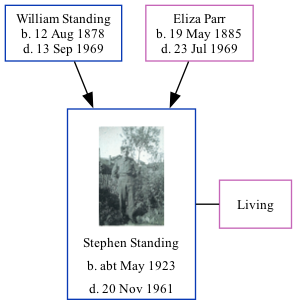 William Standing
b. 12 Aug 1878
d. 13 Sep 1969
Eliza Parr
b. 19 May 1885
d. 23 Jul 1969
Stephen Standing
b. abt May 1923
d. 20 Nov 1961
Living